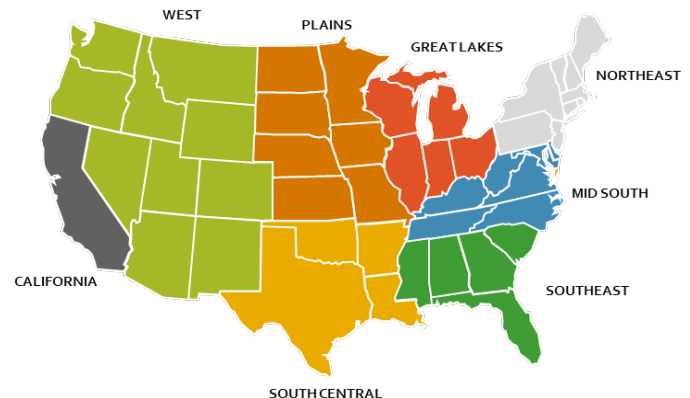 WEST
PLAINS
GREAT LAKES
NORTHEAST
MID SOUTH
CALIFORNIA
SOUTHEAST
SOUTH CENTRAL